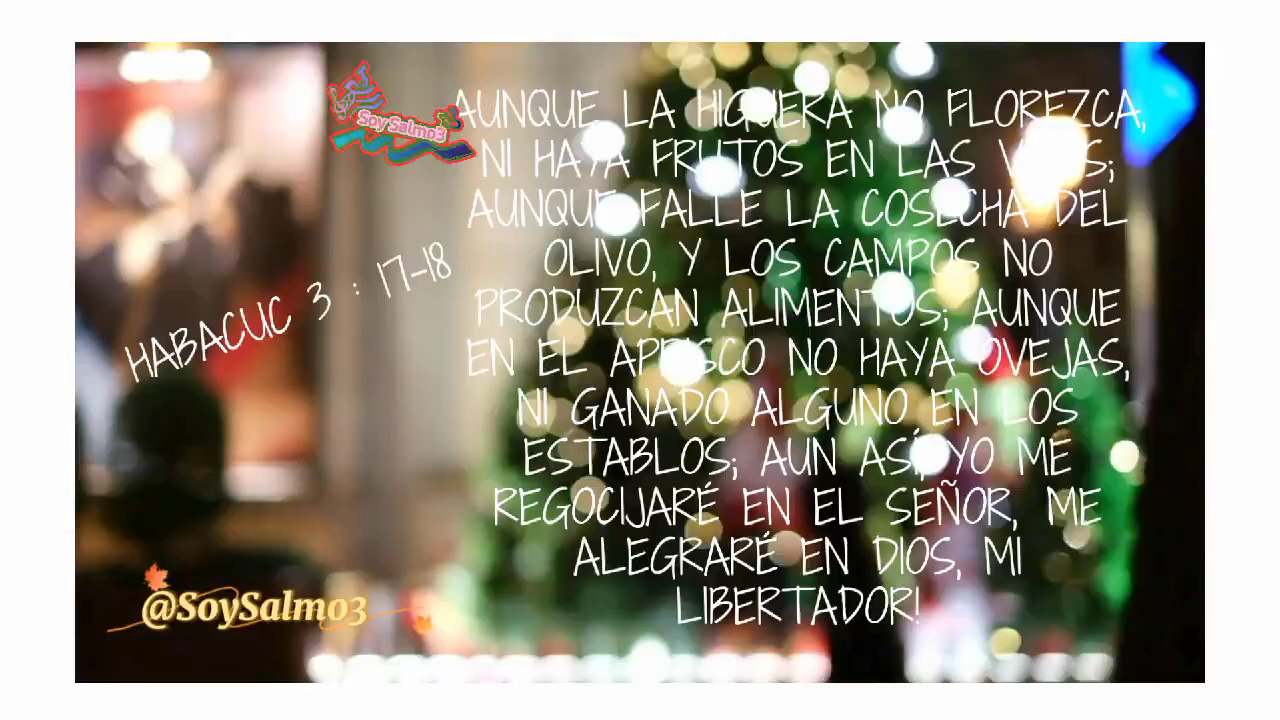 SoySalmo3
AUNQUE LA HIGUERA NO FLOREZCA,
NI HAYA FRUTOS EN LAS VIDES;
AUNQUE FALLE LA COSECHA DEL
OLIVO, Y LOS CAMPOS NO
PRODUZCAN ALIMENTOS; AUNQUE
EN EL APRISCO NO HAYA OVEJAS,
NI GANADO ALGUNO EN LOS
ESTABLOS; AUN ASÍ, YO ME
REGOCIJARÉ EN EL SEÑOR, ME
ALEGRARÉ EN DIOS, MI
LIBERTADOR!
HABACUC 3 : 17-18
@SoySalmo3